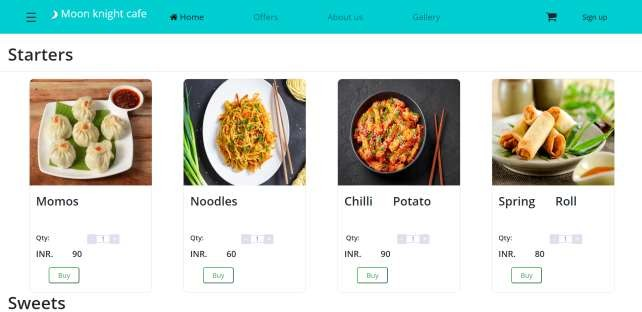 Moon knight cafe Home Offers About us Gallery Sign up
Starters
Momos Noodles Chilli Potato Spring Roll
Qty: - 1 + Qty: - 1 + Qty: - 1 + Qty: - 1 +
INR. 90 INR. 60 INR. 90 INR. 80
Buy Buy Buy Buy
Sweets